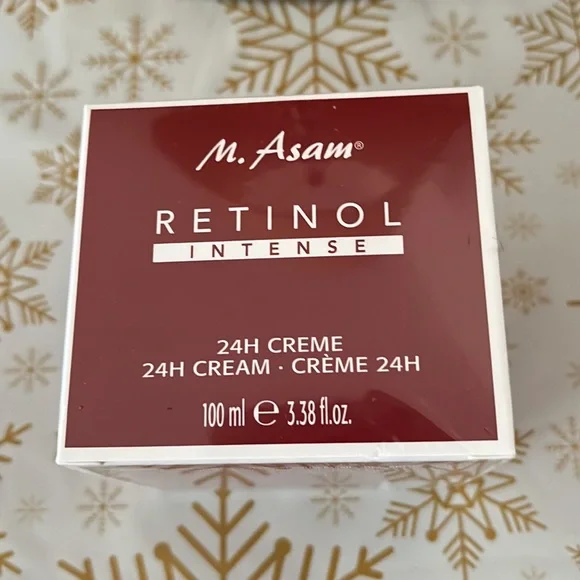 M. Asam®
RETINOL
INTENSE
24H CREME
24H CREAM · CRÈME 24H
100 ml ℮ 3.38 fl.oz.